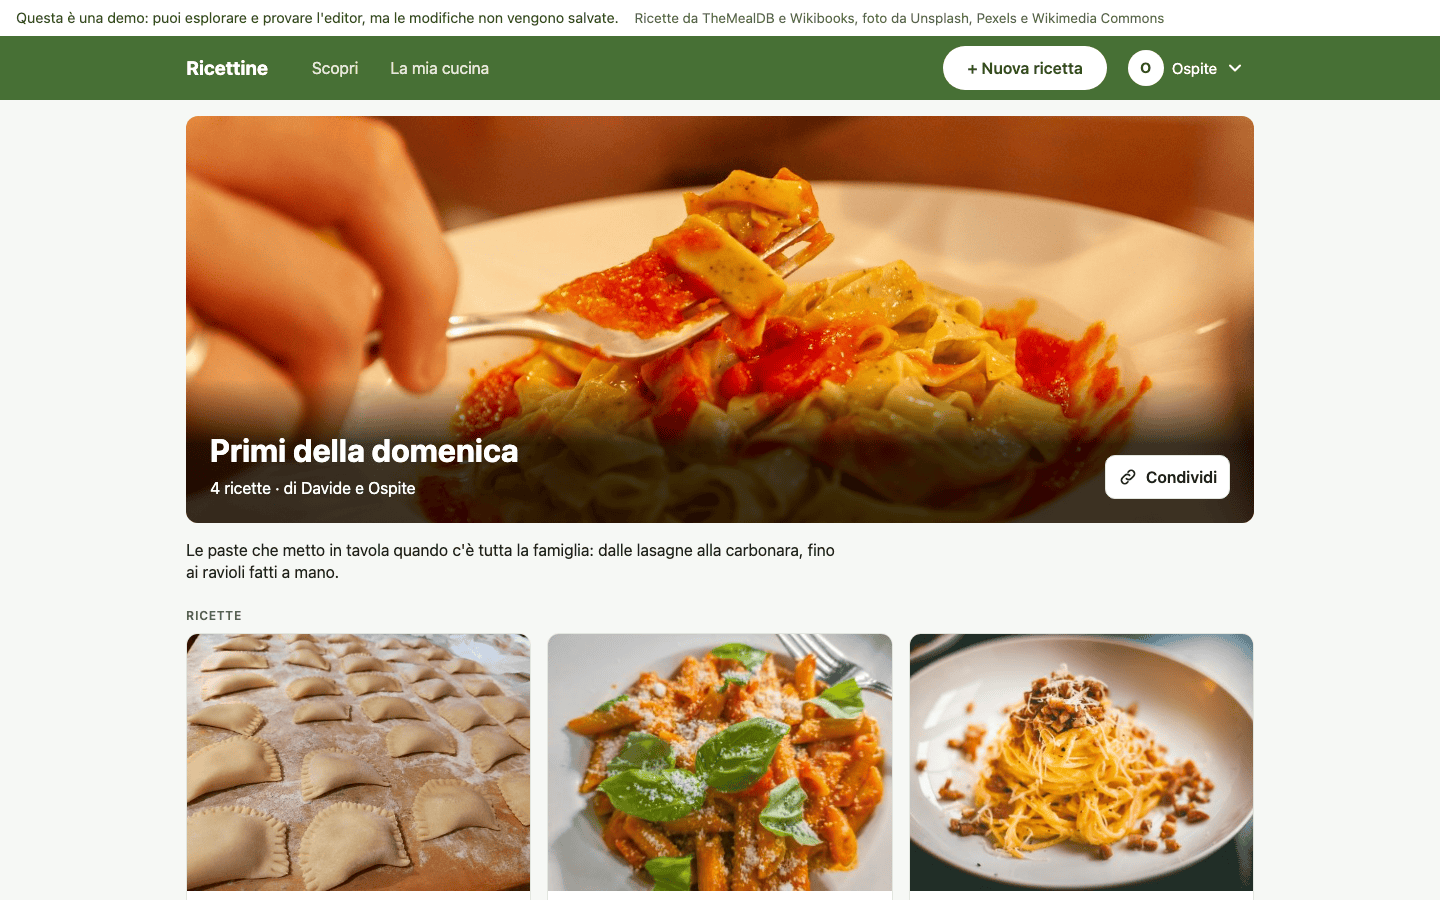 Questa è una demo: puoi esplorare e provare l'editor, ma le modifiche non vengono salvate. Ricette da TheMealDB e Wikibooks, foto da Unsplash, Pexels e Wikimedia Commons
Ricettine Scopri La mia cucina + Nuova ricetta O Ospite
Primi della domenica
4 ricette · di Davide e Ospite
Condividi
Le paste che metto in tavola quando c'è tutta la famiglia: dalle lasagne alla carbonara, fino
ai ravioli fatti a mano.
RICETTE